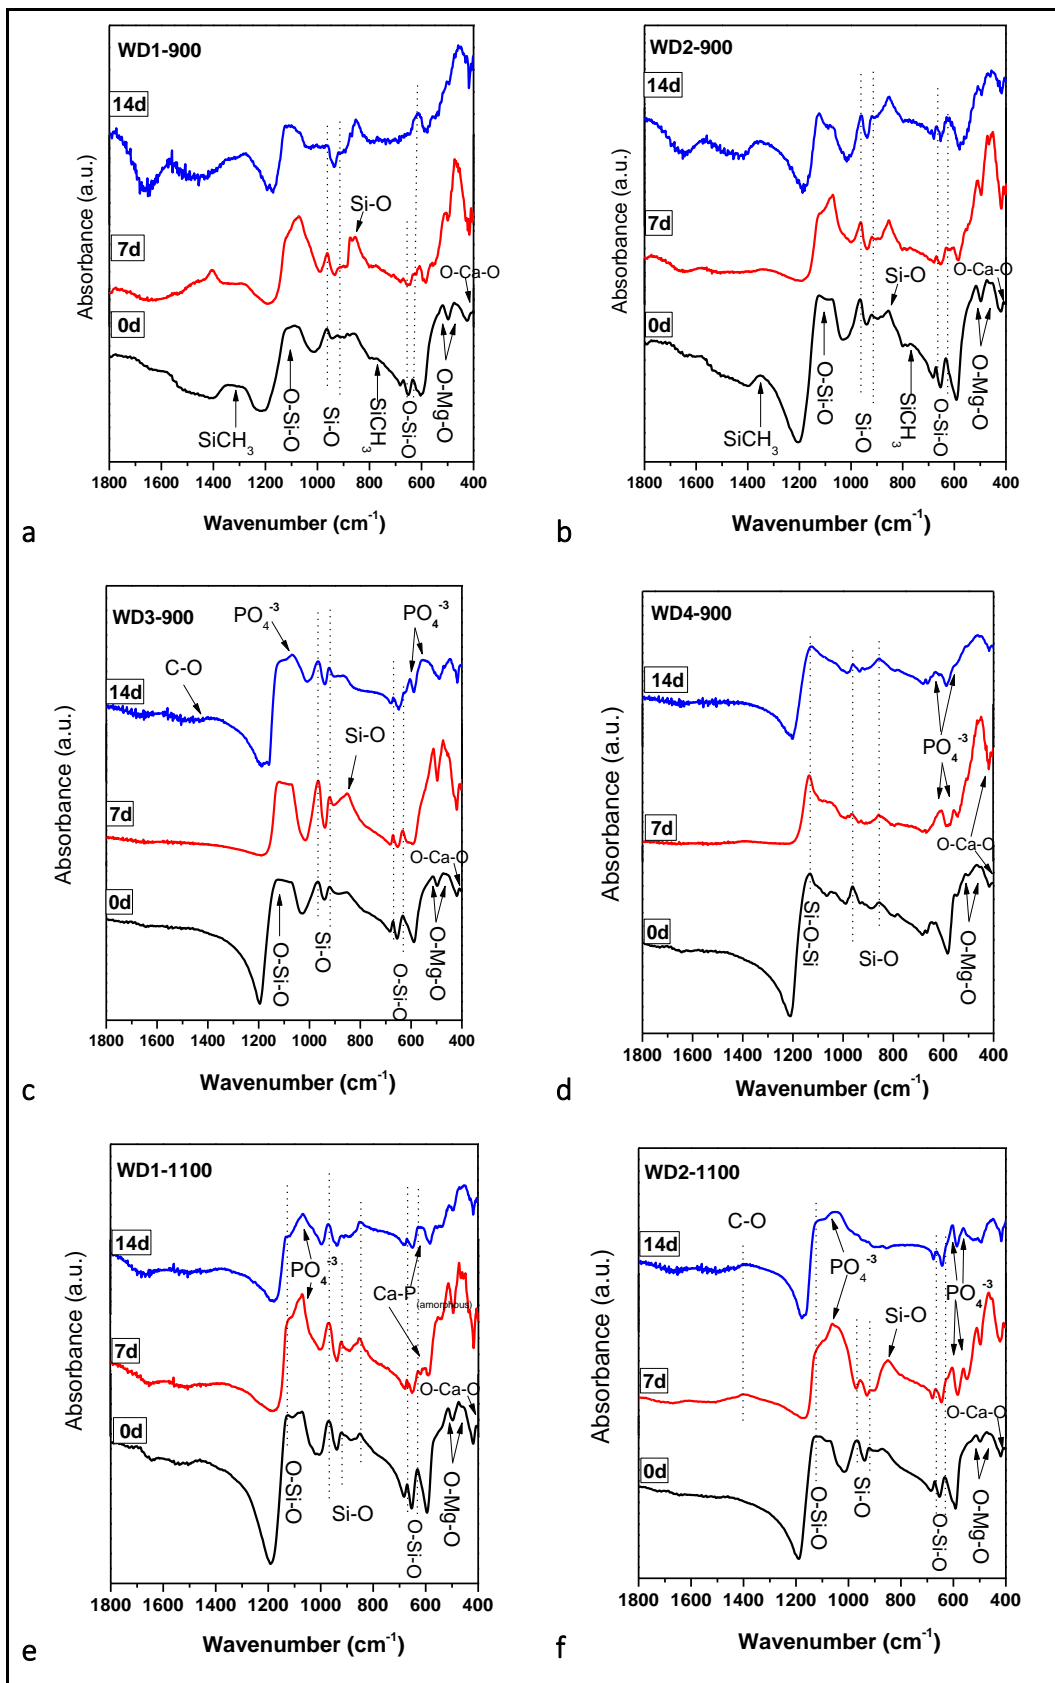 WD1-900
14d
7d
0d
Si-O
O-Ca-O
SiCH3
O-Si-O
Si-O
SiCH3
O-Si-O
O-Mg-O
Absorbance (a.u.)
1800 1600 1400 1200 1000 800 600 400
Wavenumber (cm-1)
a
WD2-900
14d
7d
0d
Si-O
O-Ca-O
SiCH3
O-Si-O
Si-O
SiCH3
O-Si-O
O-Mg-O
Absorbance (a.u.)
1800 1600 1400 1200 1000 800 600 400
Wavenumber (cm-1)
b
WD3-900
PO4-3
PO4-3
C-O
14d
Si-O
7d
O-Ca-O
0d
O-Si-O
Si-O
O-Si-O
O-Mg-O
Absorbance (a.u.)
1800 1600 1400 1200 1000 800 600 400
Wavenumber (cm-1)
c
WD4-900
14d
PO4-3
7d
O-Ca-O
0d
Si-O-Si
Si-O
O-Mg-O
Absorbance (a.u.)
1800 1600 1400 1200 1000 800 600 400
Wavenumber (cm-1)
d
WD1-1100
14d
PO4-3
Ca-P(amorphous)
7d
O-Ca-O
0d
O-Si-O
Si-O
O-Si-O
O-Mg-O
Absorbance (a.u.)
1800 1600 1400 1200 1000 800 600 400
Wavenumber (cm-1)
e
WD2-1100
C-O
14d
PO4-3
PO4-3
Si-O
7d
O-Ca-O
0d
O-Si-O
Si-O
O-Si-O
O-Mg-O
Absorbance (a.u.)
1800 1600 1400 1200 1000 800 600 400
Wavenumber (cm-1)
f